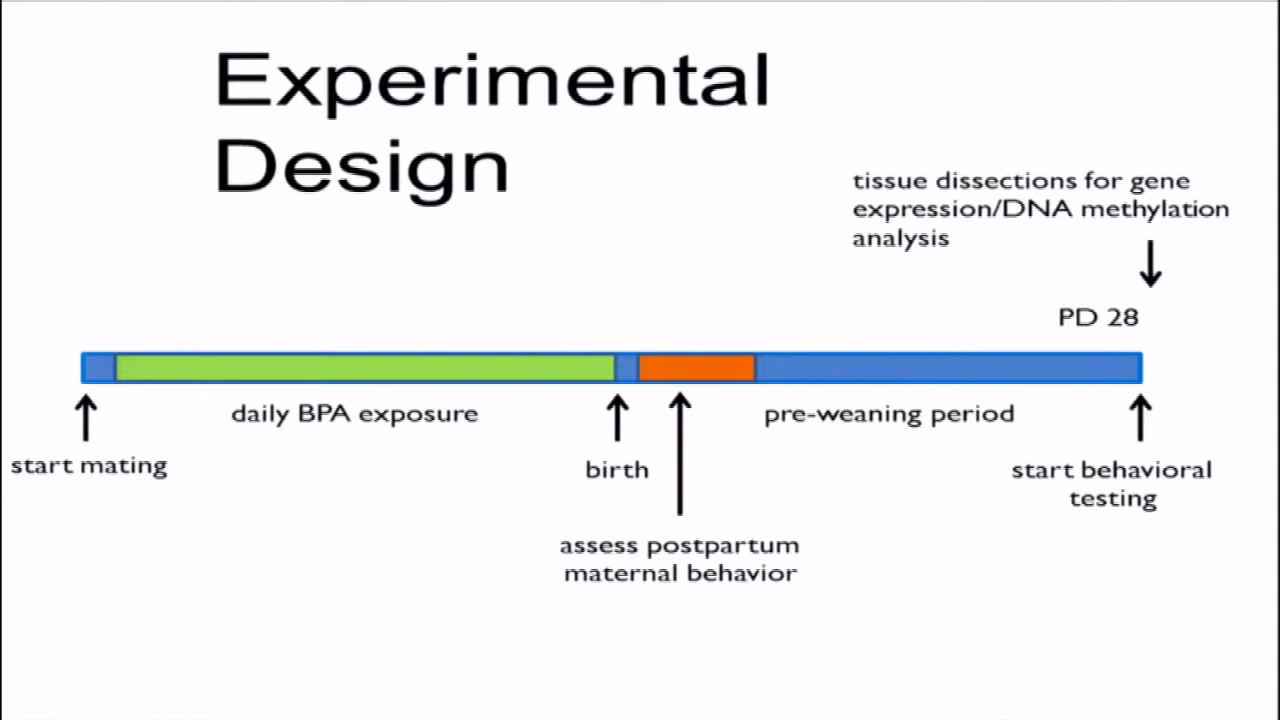 Experimental
Design
tissue dissections for gene
expression/DNA methylation
analysis
PD 28
daily BPA exposure
pre-weaning period
start mating
birth
start behavioral
testing
assess postpartum
maternal behavior